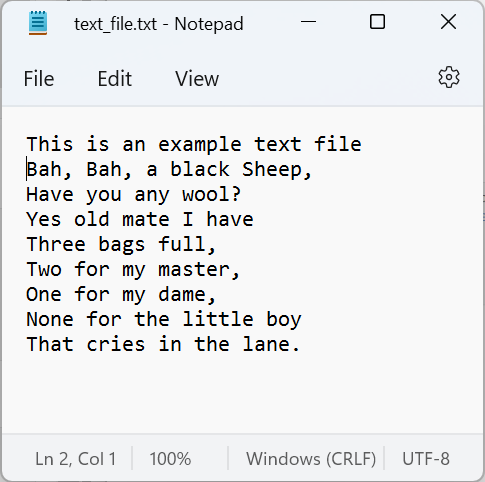 text_file.txt - Notepad
File Edit View
This is an example text file
Bah, Bah, a black Sheep,
Have you any wool?
Yes old mate I have
Three bags full,
Two for my master,
One for my dame,
None for the little boy
That cries in the lane.
Ln 2, Col 1 100% Windows (CRLF) UTF-8